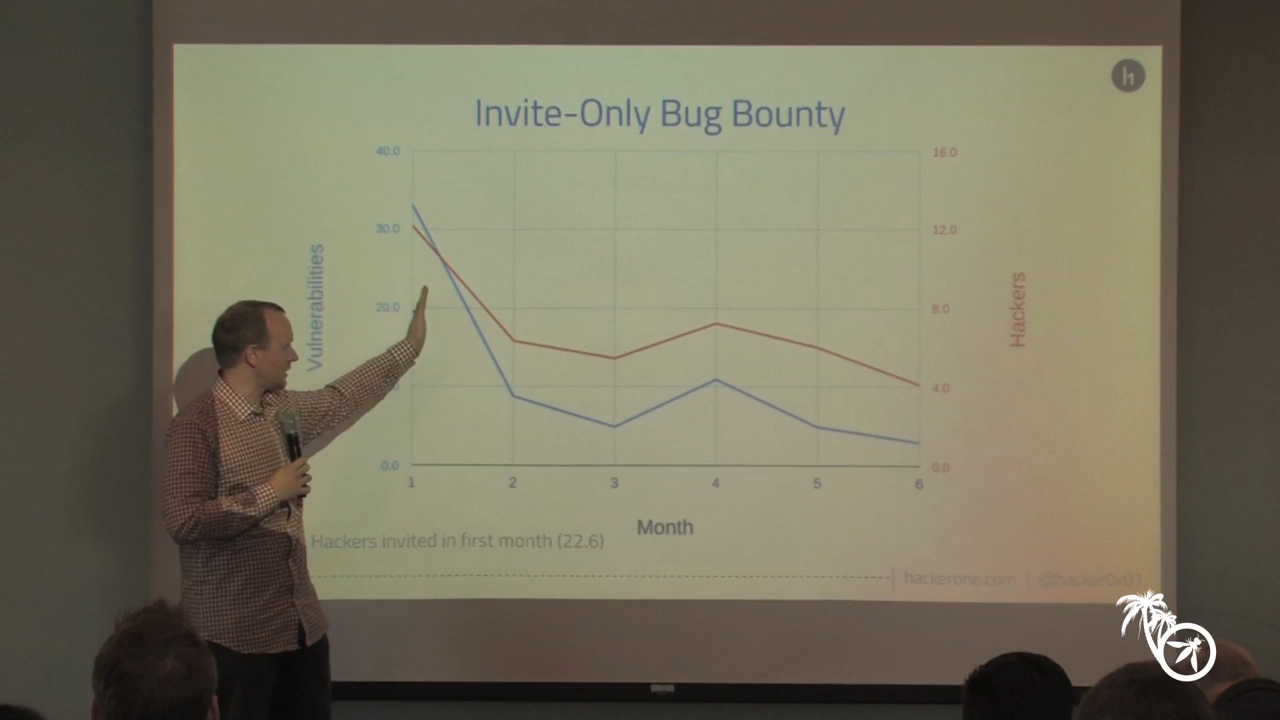 h1
Invite-Only Bug Bounty
40.0
30.0
20.0
0.0
Vulnerabilities
16.0
12.0
8.0
4.0
0.0
Hackers
1 2 3 4 5 6
Month
Hackers invited in first month (22.6)
hackerone.com | @hacker0x01